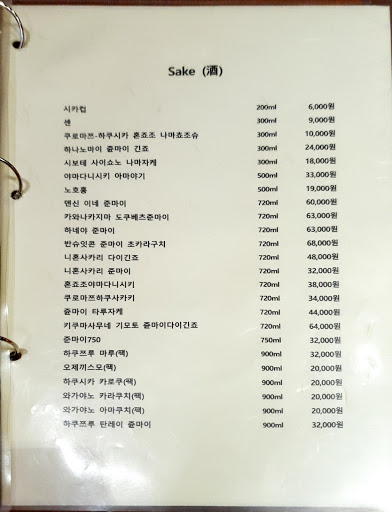 Sake (酒)
시카컵 200ml 6,000원
센 300ml 9,000원
쿠로마쯔-하쿠시카 혼죠조 나마쵸조슈 300ml 10,000원
하나노마이 쥰마이 긴죠 300ml 24,000원
시보테 사이쇼노 나마자케 300ml 18,000원
야마다니시키 아마야기 500ml 33,000원
노호홍 500ml 19,000원
덴신 이네 준마이 720ml 60,000원
카와나카지마 도쿠베츠준마이 720ml 63,000원
하네야 준마이 720ml 63,000원
반슈잇콘 준마이 초카라구치 720ml 68,000원
니혼사카리 다이긴죠 720ml 48,000원
니혼사카리 준마이 720ml 32,000원
혼죠조야마다니시키 720ml 38,000원
쿠로마쯔하쿠사카키 720ml 34,000원
쥰마이 타루자케 720ml 44,000원
키쿠마사무네 기모토 쥰마이다이긴죠 720ml 64,000원
준마이750 750ml 32,000원
하쿠쯔루 마루(팩) 900ml 32,000원
오제끼스모(팩) 900ml 20,000원
하쿠시카 카로쿠(팩) 900ml 20,000원
와가야노 카라쿠치(팩) 900ml 20,000원
와가야노 아마쿠치(팩) 900ml 20,000원
하쿠쯔루 탄레이 쥰마이 900ml 32,000원